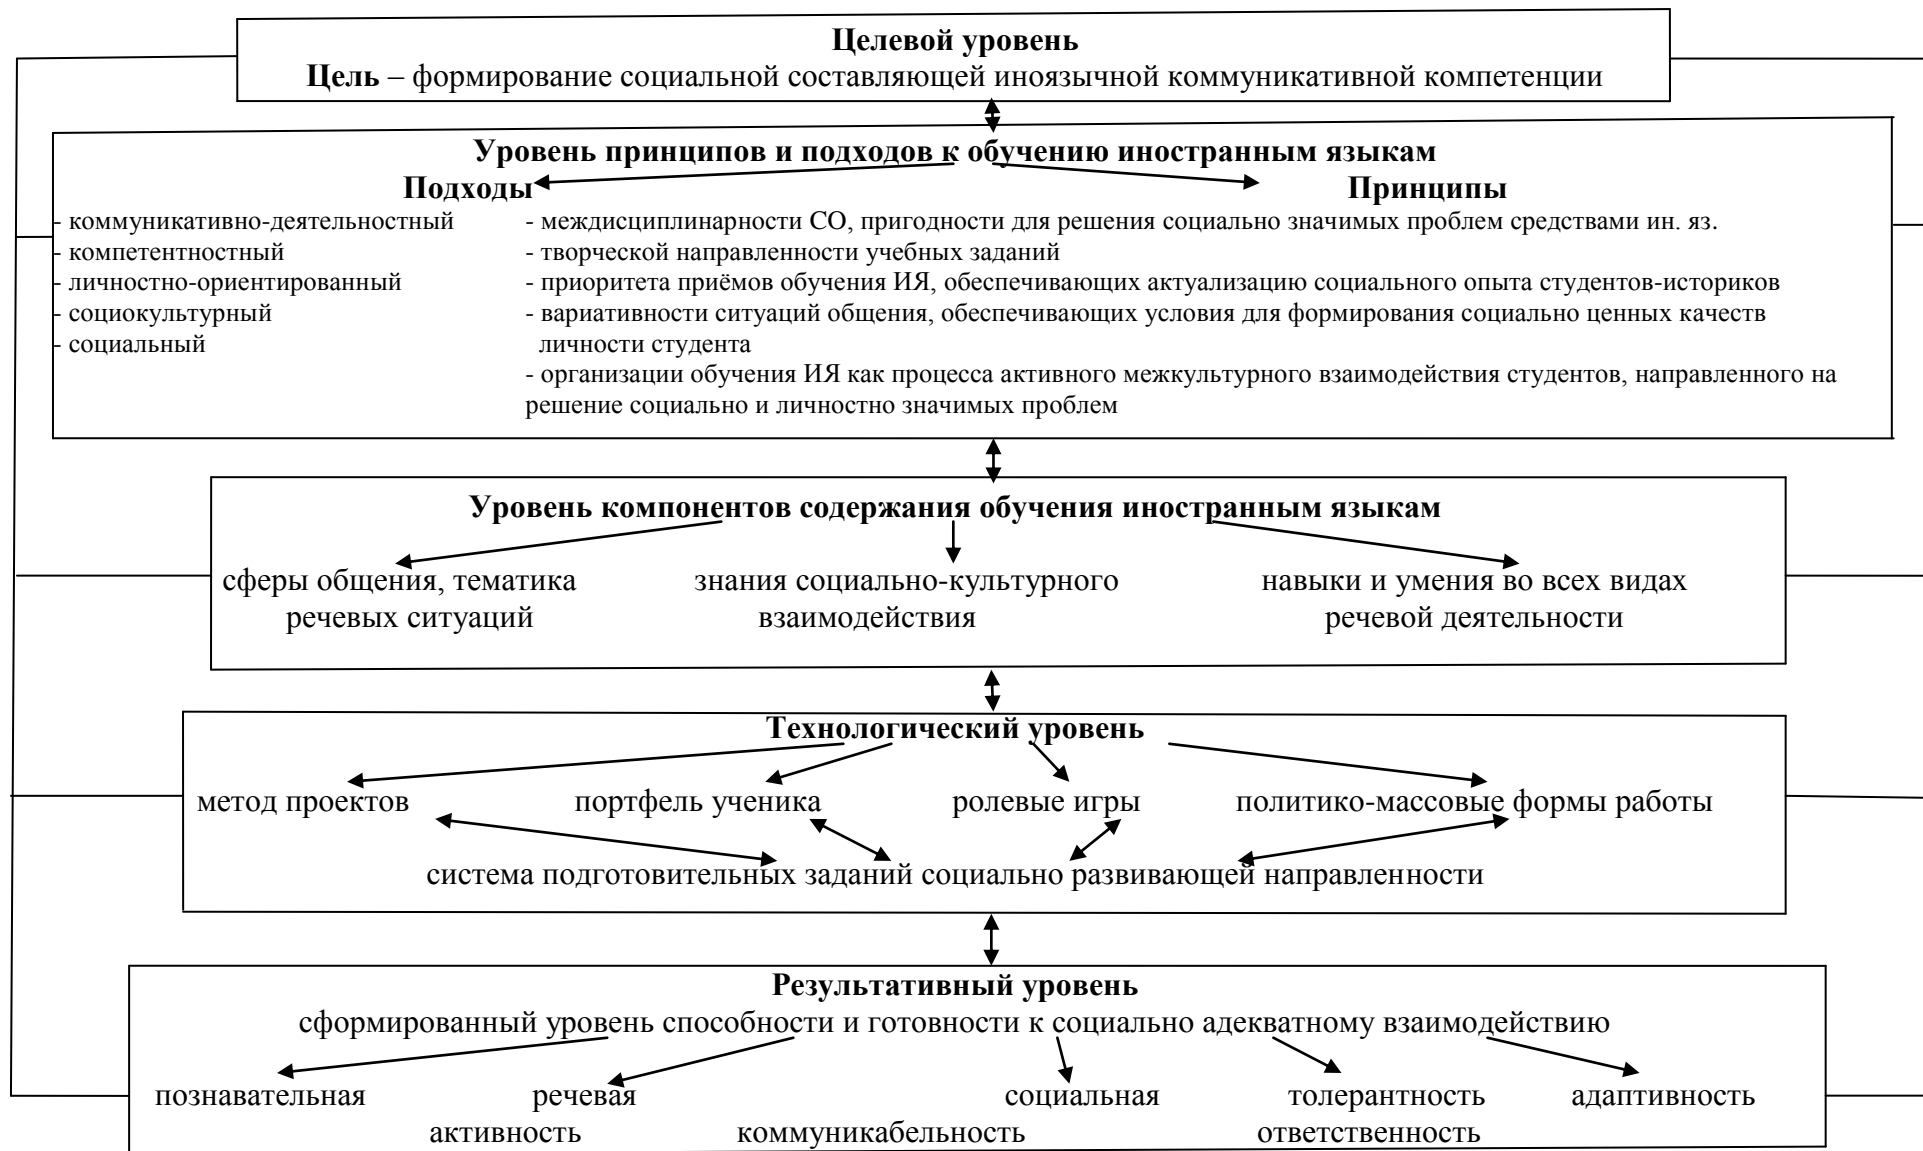 Целевой уровень
Цель – формирование социальной составляющей иноязычной коммуникативной компетенции
Уровень принципов и подходов к обучению иностранным языкам
Подходы
- коммуникативно-деятельностный
- компетентностный
- личностно-ориентированный
- социокультурный
- социальный
Принципы
- междисциплинарности СО, пригодности для решения социально значимых проблем средствами ин. яз.
- творческой направленности учебных заданий
- приоритета приёмов обучения ИЯ, обеспечивающих актуализацию социального опыта студентов-историков
- вариативности ситуаций общения, обеспечивающих условия для формирования социально ценных качеств
личности студента
- организации обучения ИЯ как процесса активного межкультурного взаимодействия студентов, направленного на
решение социально и личностно значимых проблем
Уровень компонентов содержания обучения иностранным языкам
сферы общения, тематика
речевых ситуаций
знания социально-культурного
взаимодействия
навыки и умения во всех видах
речевой деятельности
Технологический уровень
метод проектов портфель ученика ролевые игры политико-массовые формы работы
система подготовительных заданий социально развивающей направленности
Результативный уровень
сформированный уровень способности и готовности к социально адекватному взаимодействию
познавательная речевая социальная толерантность адаптивность
активность коммуникабельность ответственность